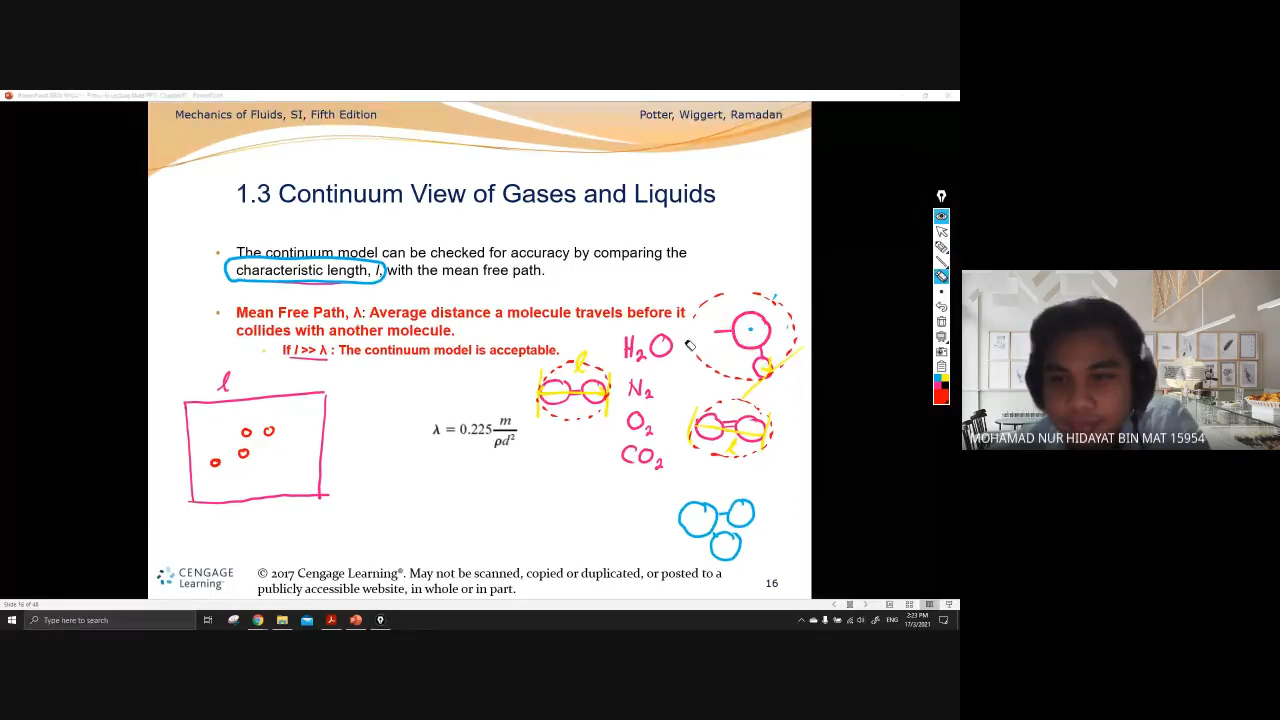 Mechanics of Fluids, SI, Fifth Edition
Potter, Wiggert, Ramadan
1.3 Continuum View of Gases and Liquids
• The continuum model can be checked for accuracy by comparing the
characteristic length, l, with the mean free path.
• Mean Free Path, λ: Average distance a molecule travels before it
collides with another molecule.
• If l >> λ : The continuum model is acceptable.
l
H₂O
l
N₂
λ = 0.225 m/ρd²
O₂
CO₂
l
CENGAGE
Learning
© 2017 Cengage Learning®. May not be scanned, copied or duplicated, or posted to a
publicly accessible website, in whole or in part.
16
Slide 16 of 48
Type here to search
ENG
2:23 PM
17/3/2021
MOHAMAD NUR HIDAYAT BIN MAT 15954